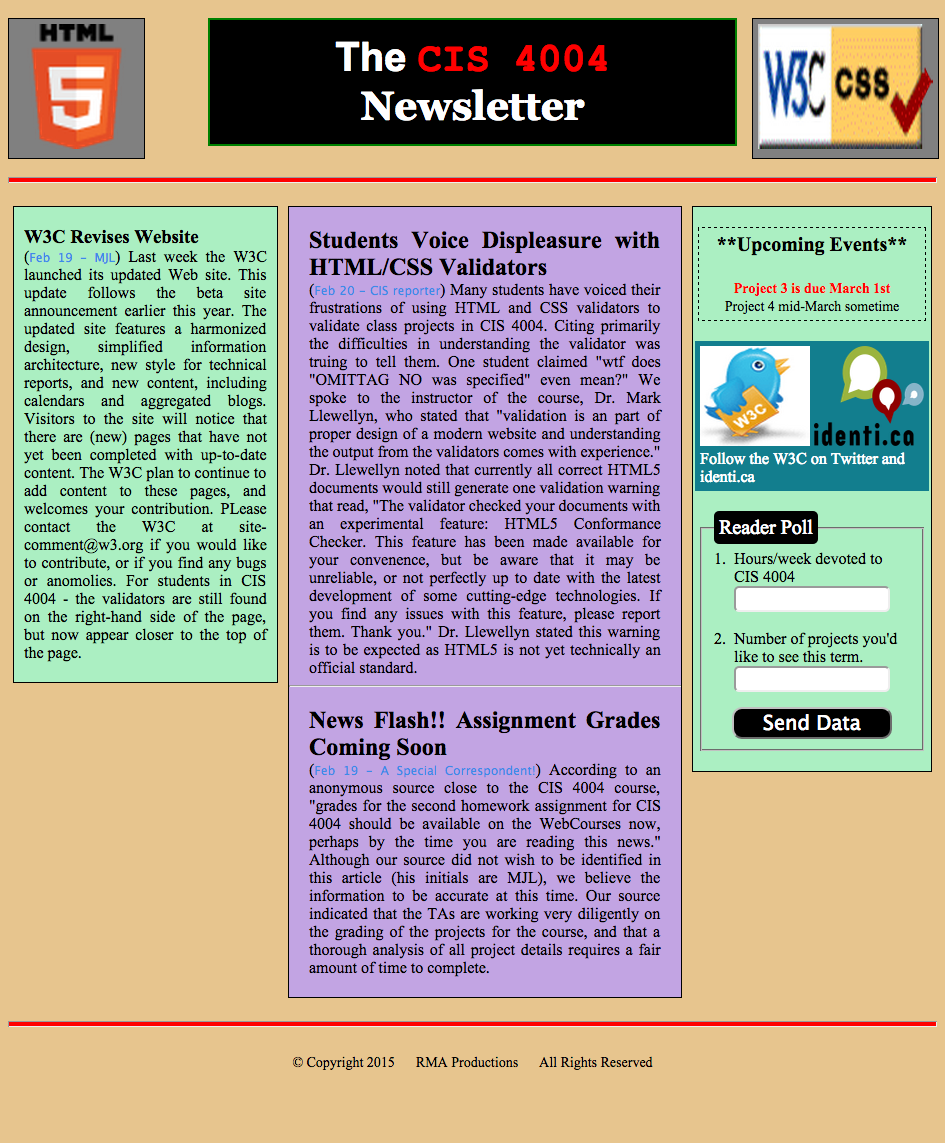 HTML
5
The CIS 4004
Newsletter
W3C css
W3C Revises Website
(Feb 19 - MJL) Last week the W3C
launched its updated Web site. This
update follows the beta site
announcement earlier this year. The
updated site features a harmonized
design, simplified information
architecture, new style for technical
reports, and new content, including
calendars and aggregated blogs.
Visitors to the site will notice that
there are (new) pages that have not
yet been completed with up-to-date
content. The W3C plan to continue to
add content to these pages, and
welcomes your contribution. PLease
contact the W3C at site-
comment@w3.org if you would like
to contribute, or if you find any bugs
or anomolies. For students in CIS
4004 - the validators are still found
on the right-hand side of the page,
but now appear closer to the top of
the page.
Students Voice Displeasure with
HTML/CSS Validators
(Feb 20 - CIS reporter) Many students have voiced their
frustrations of using HTML and CSS validators to
validate class projects in CIS 4004. Citing primarily
the difficulties in understanding the validator was
truing to tell them. One student claimed "wtf does
"OMITTAG NO was specified" even mean?" We
spoke to the instructor of the course, Dr. Mark
Llewellyn, who stated that "validation is an part of
proper design of a modern website and understanding
the output from the validators comes with experience."
Dr. Llewellyn noted that currently all correct HTML5
documents would still generate one validation warning
that read, "The validator checked your documents with
an experimental feature: HTML5 Conformance
Checker. This feature has been made available for
your convenence, but be aware that it may be
unreliable, or not perfectly up to date with the latest
development of some cutting-edge technologies. If
you find any issues with this feature, please report
them. Thank you." Dr. Llewellyn stated this warning
is to be expected as HTML5 is not yet technically an
official standard.
News Flash!! Assignment Grades
Coming Soon
(Feb 19 - A Special Correspondent!) According to an
anonymous source close to the CIS 4004 course,
"grades for the second homework assignment for CIS
4004 should be available on the WebCourses now,
perhaps by the time you are reading this news."
Although our source did not wish to be identified in
this article (his initials are MJL), we believe the
information to be accurate at this time. Our source
indicated that the TAs are working very diligently on
the grading of the projects for the course, and that a
thorough analysis of all project details requires a fair
amount of time to complete.
**Upcoming Events**
Project 3 is due March 1st
Project 4 mid-March sometime
W3C
identi.ca
Follow the W3C on Twitter and
identi.ca
Reader Poll
1. Hours/week devoted to
CIS 4004
2. Number of projects you'd
like to see this term.
Send Data
© Copyright 2015 RMA Productions All Rights Reserved